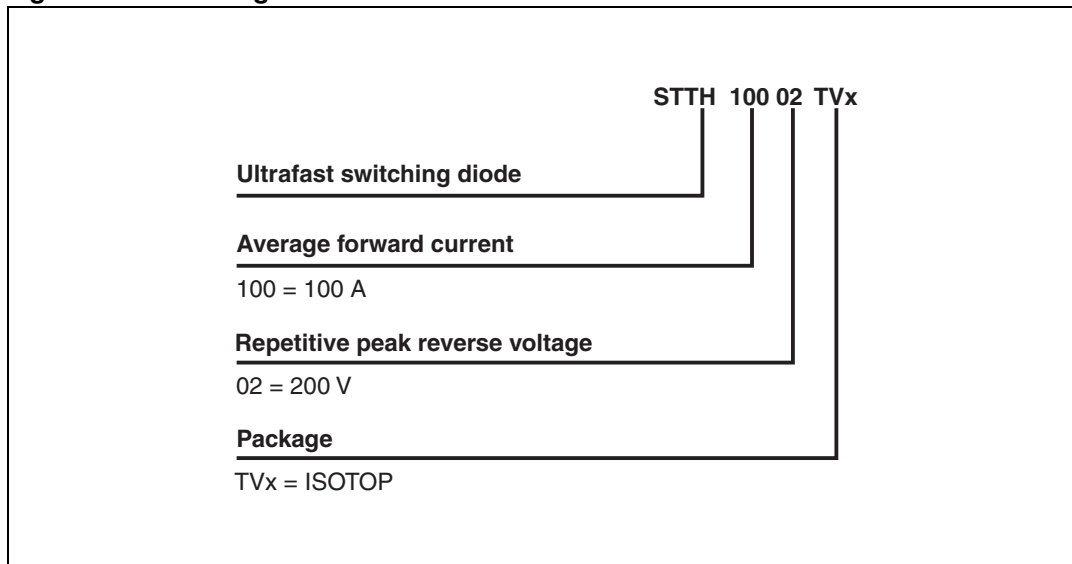 STTH 100 02 TVx
Ultrafast switching diode
Average forward current
100 = 100 A
Repetitive peak reverse voltage
02 = 200 V
Package
TVx = ISOTOP